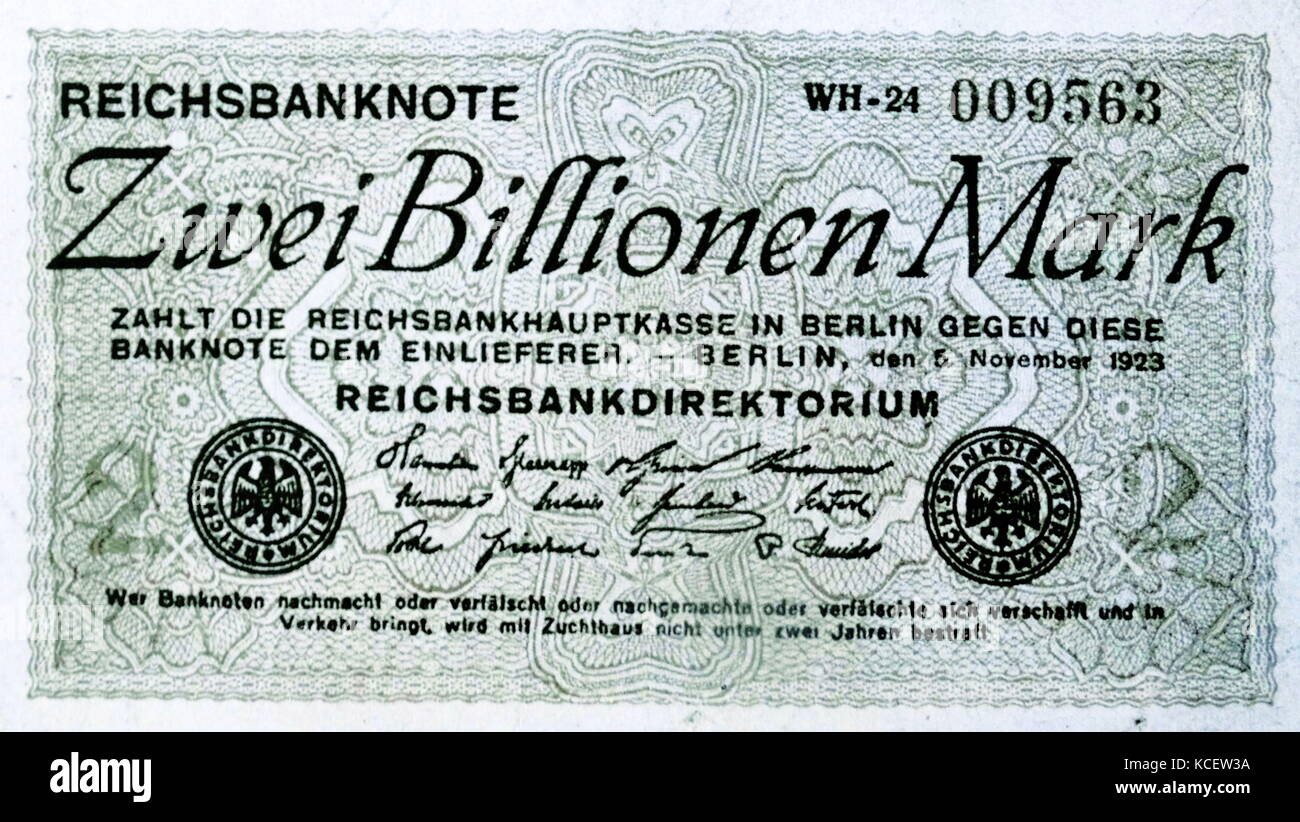 REICHSBANKNOTE
WH-24 009563
Zwei Billionen Mark
ZAHLT DIE REICHSBANKHAUPTKASSE IN BERLIN GEGEN DIESE
BANKNOTE DEM EINLIEFERER. – BERLIN, den 5. November 1923
REICHSBANKDIREKTORIUM
REICHSBANKDIREKTORIUM
REICHSBANKDIREKTORIUM
Wer Banknoten nachmacht oder verfälscht oder nachgemachte oder verfälschte sich verschafft und in
Verkehr bringt, wird mit Zuchthaus nicht unter zwei Jahren bestraft
alamy
Image ID: KCEW3A
www.alamy.com